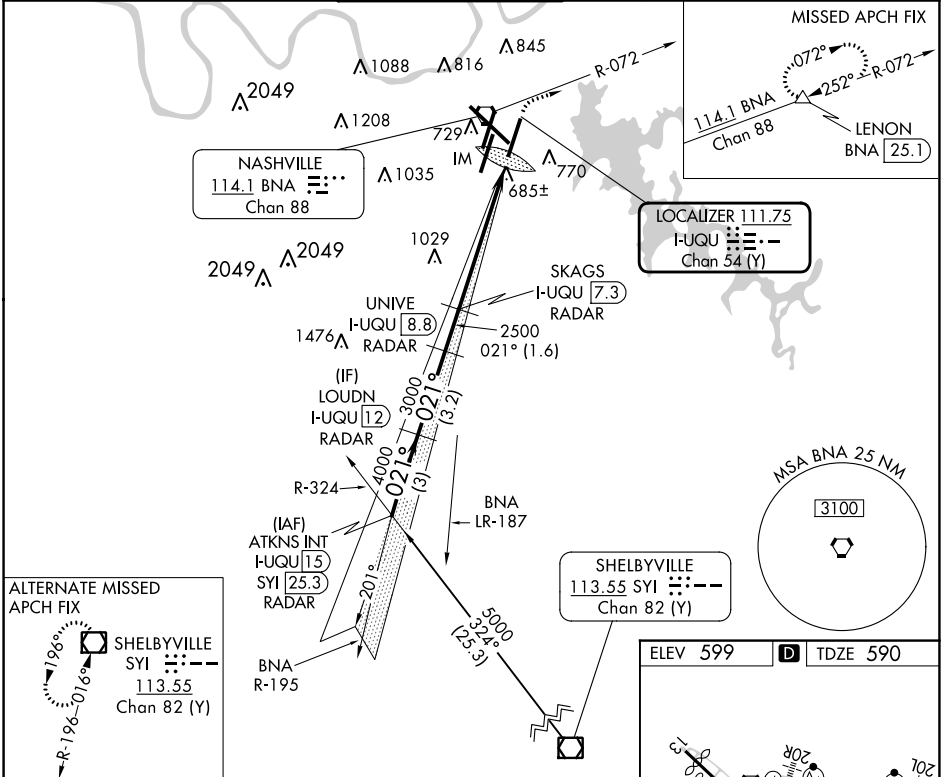 MISSED APCH FIX
072°
252°
R-072
114.1 BNA
Chan 88
LENON
BNA 25.1
845
1088
816
R-072
2049
1208
729
NASHVILLE
114.1 BNA
Chan 88
IM
1035
770
685±
LOCALIZER 111.75
I-UQU
Chan 54 (Y)
1029
2049
2049
SKAGS
I-UQU 7.3
RADAR
UNIVE
I-UQU 8.8
RADAR
2500
021° (1.6)
1476
(IF)
LOUDN
I-UQU 12
RADAR
3000
021°
(3.2)
4000
021°
(3)
R-324
BNA
LR-187
(IAF)
ATKNS INT
I-UQU 15
SYI 25.3
RADAR
201°
BNA
R-195
5000
324°
(25.3)
MSA BNA 25 NM
3100
SHELBYVILLE
113.55 SYI
Chan 82 (Y)
ALTERNATE MISSED
APCH FIX
196°
SHELBYVILLE
SYI
113.55
Chan 82 (Y)
R-196
016°
ELEV 599
D
TDZE 590
13
20R
20L